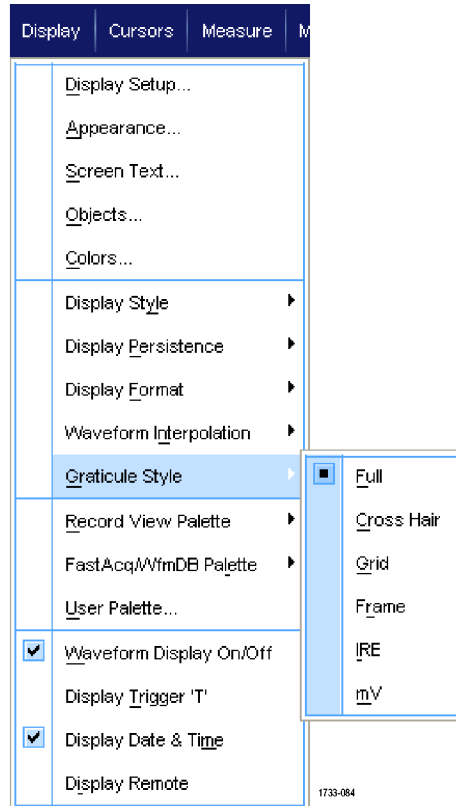 Display Cursors Measure M
Display Setup...
Appearance...
Screen Text...
Objects...
Colors...
Display Style
Display Persistence
Display Format
Waveform Interpolation
Graticule Style
Full
Cross Hair
Grid
Frame
IRE
mV
Record View Palette
FastAcq/WfmDB Palette
User Palette...
Waveform Display On/Off
Display Trigger 'T'
Display Date & Time
Display Remote
1733-084